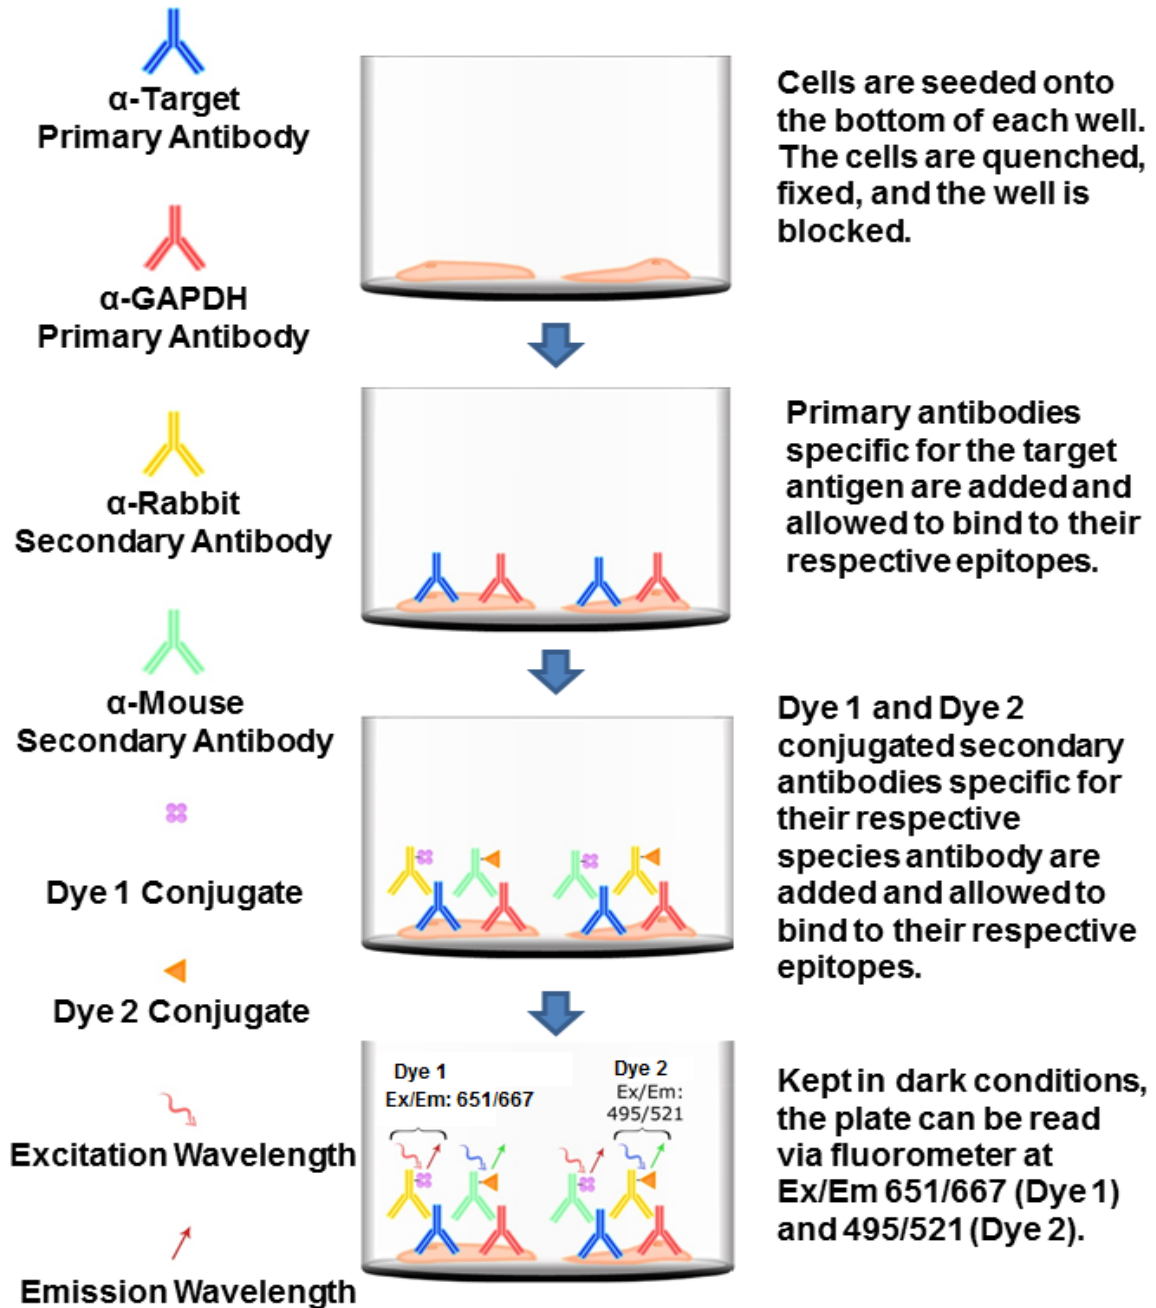 α-Target
Primary Antibody
α-GAPDH
Primary Antibody
α-Rabbit
Secondary Antibody
α-Mouse
Secondary Antibody
Dye 1 Conjugate
Dye 2 Conjugate
Excitation Wavelength
Emission Wavelength
Cells are seeded onto
the bottom of each well.
The cells are quenched,
fixed, and the well is
blocked.
Primary antibodies
specific for the target
antigen are added and
allowed to bind to their
respective epitopes.
Dye 1 and Dye 2
conjugated secondary
antibodies specific for
their respective
species antibody are
added and allowed to
bind to their respective
epitopes.
Dye 1
Ex/Em: 651/667
Dye 2
Ex/Em:
495/521
Kept in dark conditions,
the plate can be read
via fluorometer at
Ex/Em 651/667 (Dye 1)
and 495/521 (Dye 2).